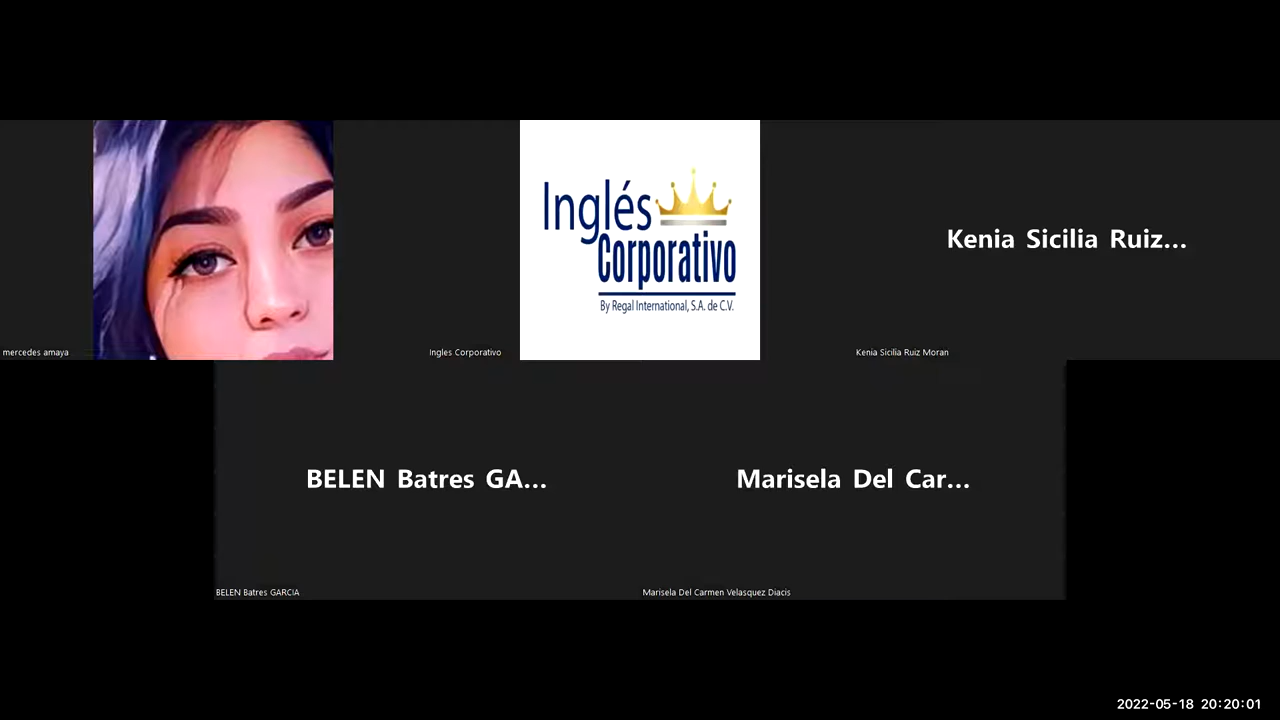 Inglés
Corporativo
By Regal International, S.A. de C.V.
Kenia Sicilia Ruiz...
mercedes amaya
Ingles Corporativo
Kenia Sicilia Ruiz Moran
BELEN Batres GA...
Marisela Del Car...
BELEN Batres GARCIA
Marisela Del Carmen Velasquez Diacis
2022-05-18 20:20:01